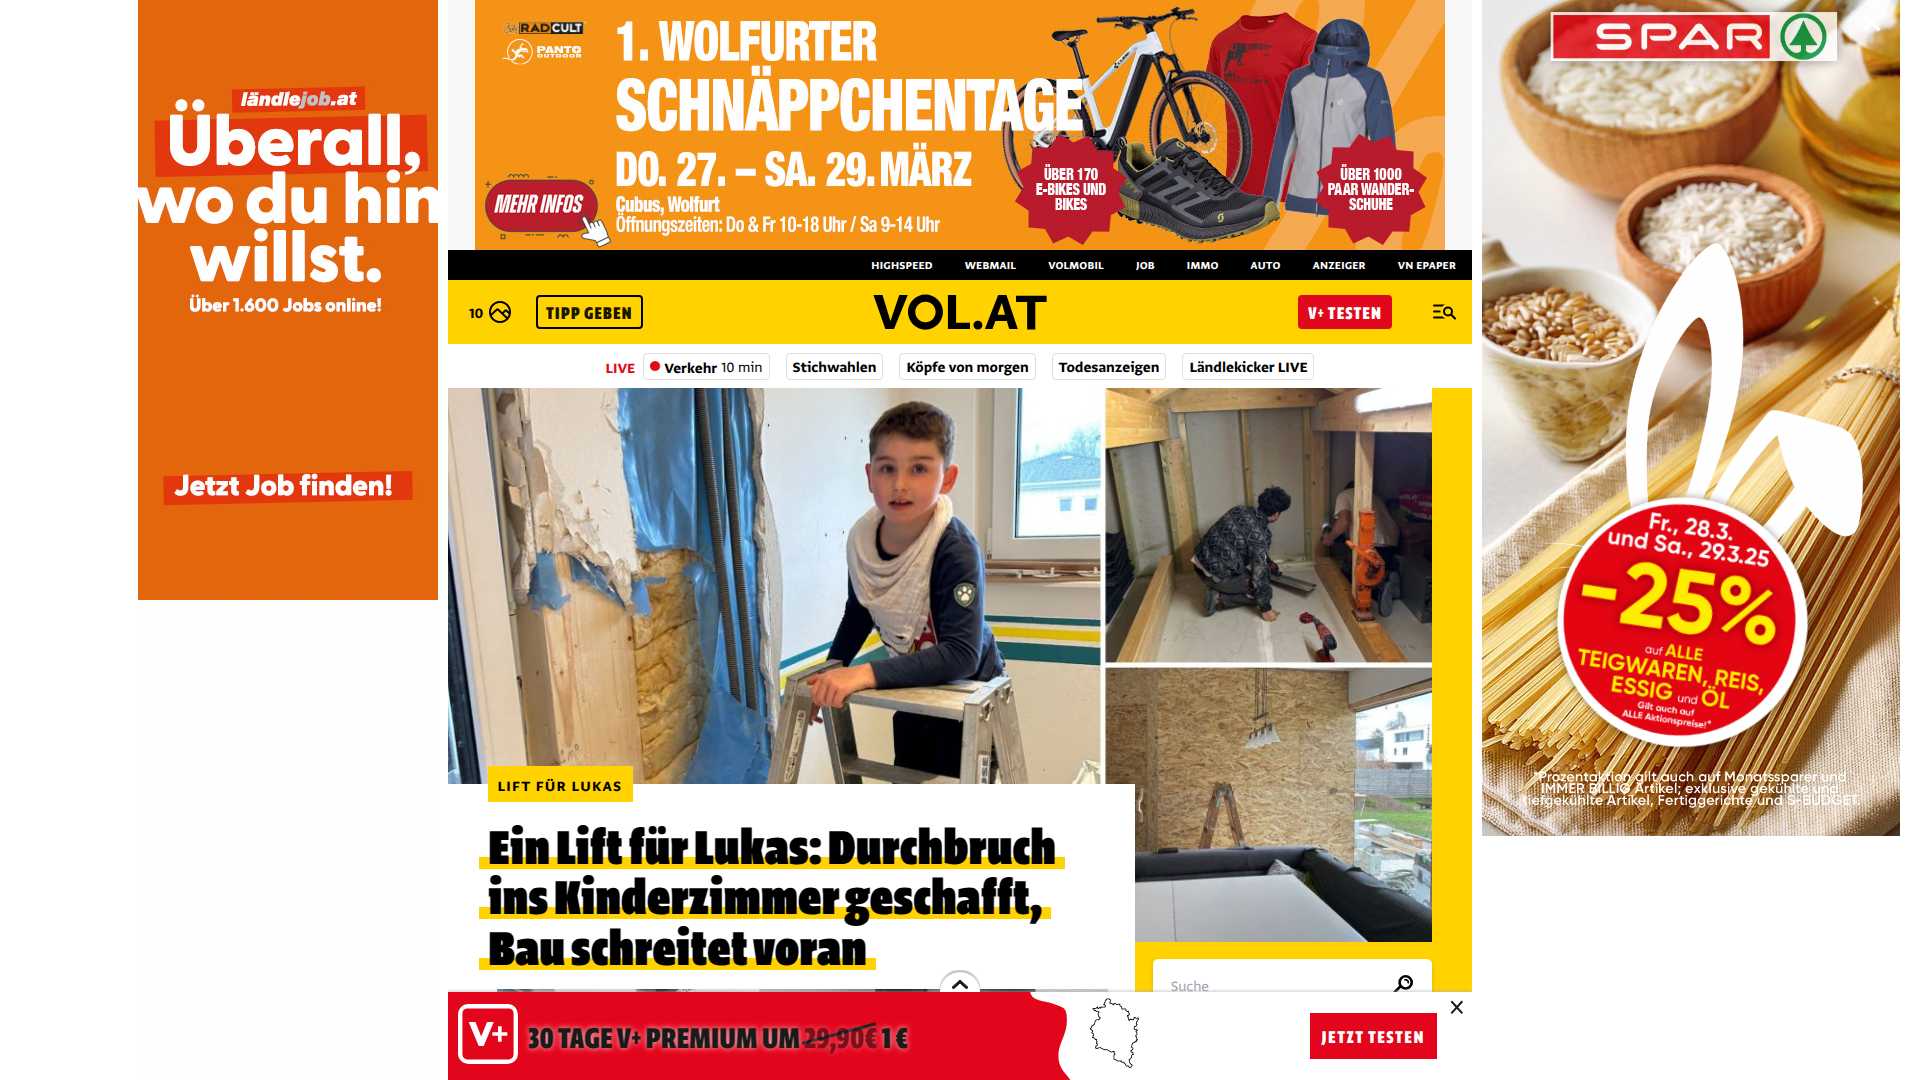 ländlejob.at
Überall,
wo du hin
willst.
Über 1.600 Jobs online!
Jetzt Job finden!
RADCULT
PANTO
OUTDOOR
1. WOLFURTER
SCHNÄPPCHENTAGE
DO. 27. – SA. 29. MÄRZ
MEHR INFOS
Cubus, Wolfurt
Öffnungszeiten: Do & Fr 10-18 Uhr / Sa 9-14 Uhr
ÜBER 170
E-BIKES UND
BIKES
ÜBER 1000
PAAR WANDER-
SCHUHE
HIGHSPEED WEBMAIL VOLMOBIL JOB IMMO AUTO ANZEIGER VN EPAPER
10 TIPP GEBEN VOL.AT V+ TESTEN
LIVE Verkehr 10 min Stichwahlen Köpfe von morgen Todesanzeigen Ländlekicker LIVE
LIFT FÜR LUKAS
Ein Lift für Lukas: Durchbruch
ins Kinderzimmer geschafft,
Bau schreitet voran
Suche
V+ 30 TAGE V+ PREMIUM UM 29,90€ 1 € JETZT TESTEN X
SPAR
Fr., 28.3.
und Sa., 29.3.25
-25%
auf ALLE
TEIGWAREN, REIS,
ESSIG und ÖL
Gilt auch auf
ALLE Aktionspreise!*
*Prozentaktion gilt auch auf Monatssparer und
IMMER BILLIG Artikel; exklusive gekühlte und
tiefgekühlte Artikel, Fertiggerichte und S-BUDGET.